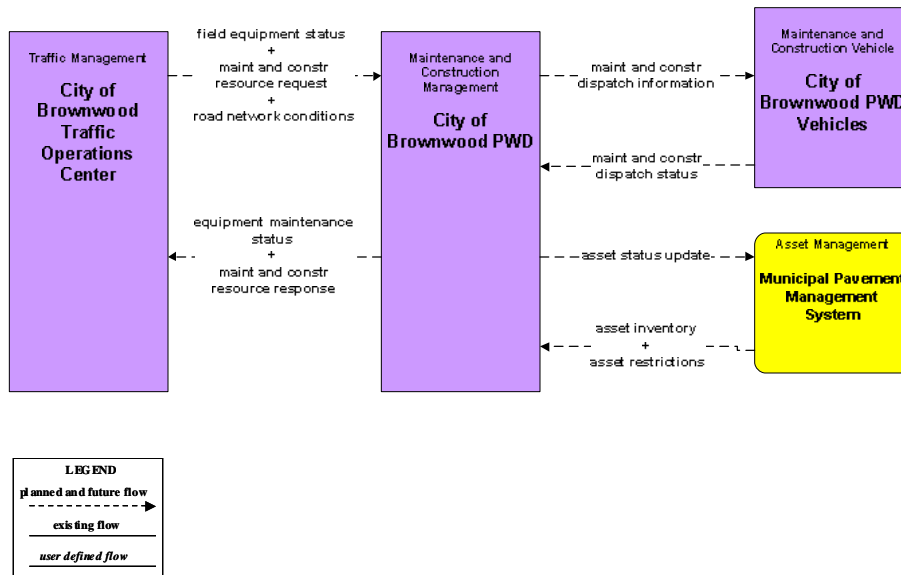 Traffic Management
City of
Brownwood
Traffic
Operations
Center
field equipment status
+
maint and constr
resource request
+
road network conditions
equipment maintenance
status
+
maint and constr
resource response
Maintenance and
Construction
Management
City of
Brownwood PWD
maint and constr
dispatch information
maint and constr
dispatch status
asset status update
asset inventory
+
asset restrictions
Maintenance and
Construction Vehicle
City of
Brownwood PWD
Vehicles
Asset Management
Municipal Pavement
Management
System
LEGEND
planned and future flow
existing flow
user defined flow